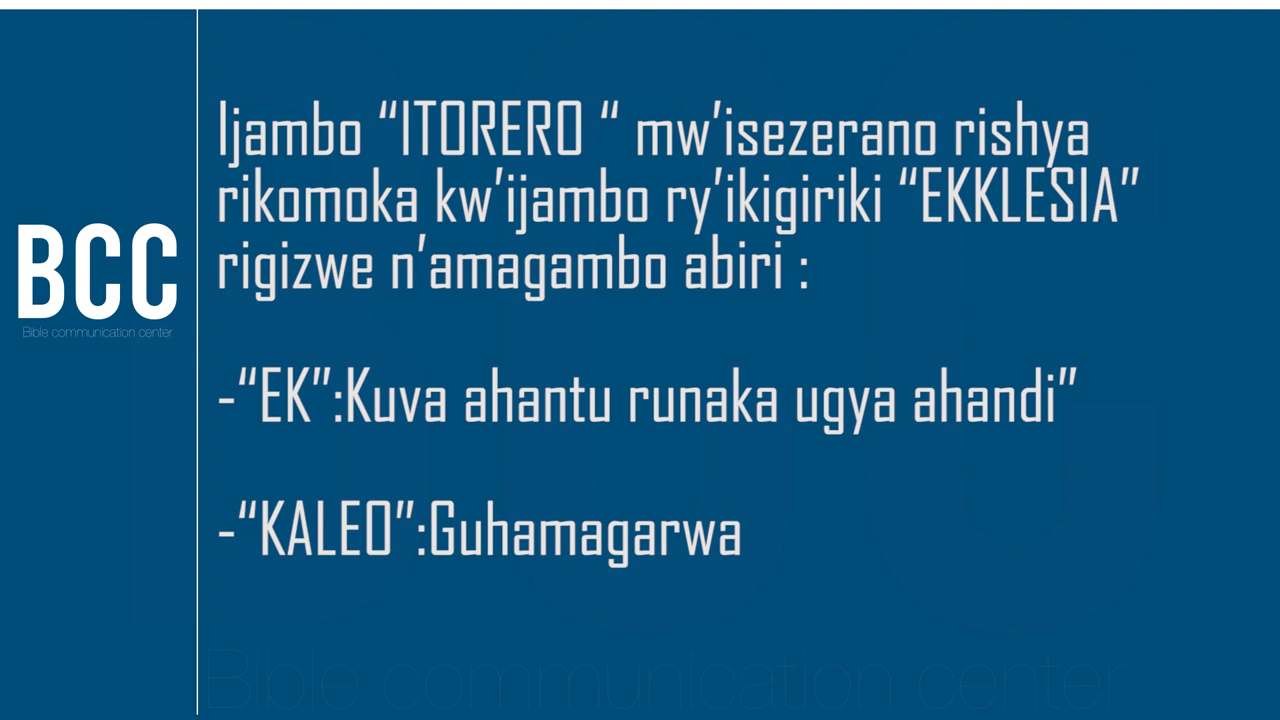 BCC
Bible communication center
Ijambo “ITORERO “ mw’isezerano rishya
rikomoka kw’ijambo ry’ikigiriki “EKKLESIA”
rigizwe n’amagambo abiri :
-“EK”:Kuva ahantu runaka ugya ahandi”
-“KALEO”:Guhamagarwa
Bible communication center